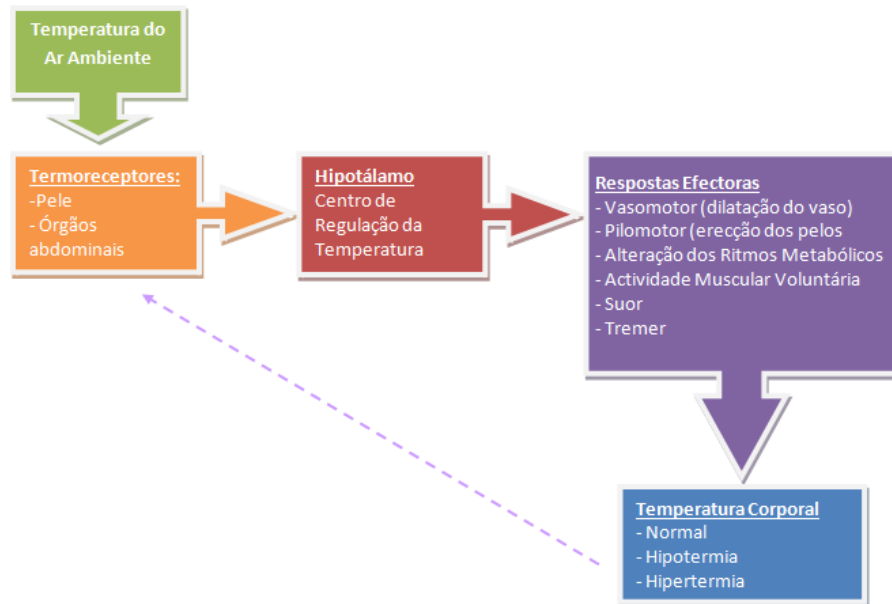 Temperatura do
Ar Ambiente
Termoreceptores:
-Pele
- Órgãos
abdominais
Hipotálamo
Centro de
Regulação da
Temperatura
Respostas Efectoras
- Vasomotor (dilatação do vaso)
- Pilomotor (erecção dos pelos
- Alteração dos Ritmos Metabólicos
- Actividade Muscular Voluntária
- Suor
- Tremer
Temperatura Corporal
- Normal
- Hipotermia
- Hipertermia